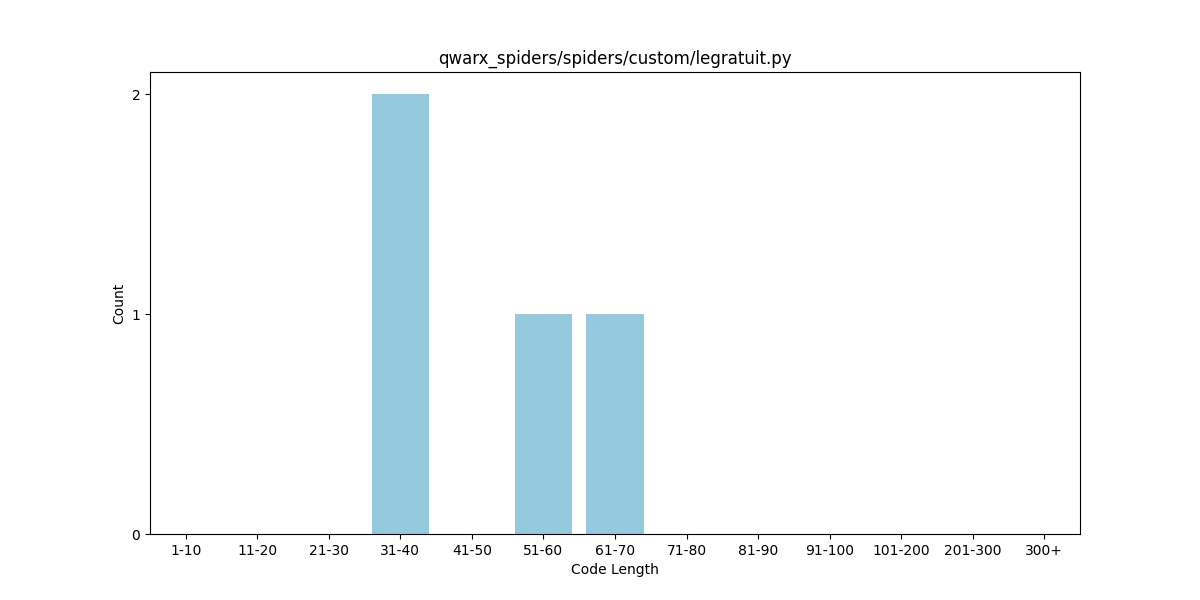 qwarx_spiders/spiders/custom/legratuit.py
2
1
0
Count
1-10 11-20 21-30 31-40 41-50 51-60 61-70 71-80 81-90 91-100 101-200 201-300 300+
Code Length